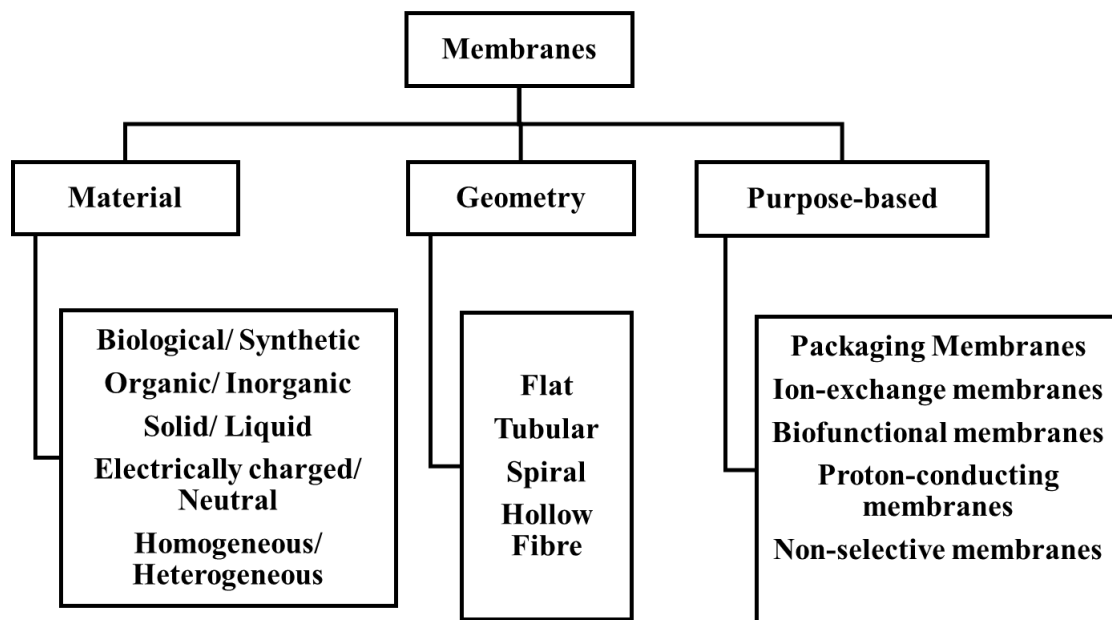 Membranes
Material
Geometry
Purpose-based
Biological/ Synthetic
Organic/ Inorganic
Solid/ Liquid
Electrically charged/
Neutral
Homogeneous/
Heterogeneous
Flat
Tubular
Spiral
Hollow
Fibre
Packaging Membranes
Ion-exchange membranes
Biofunctional membranes
Proton-conducting
membranes
Non-selective membranes